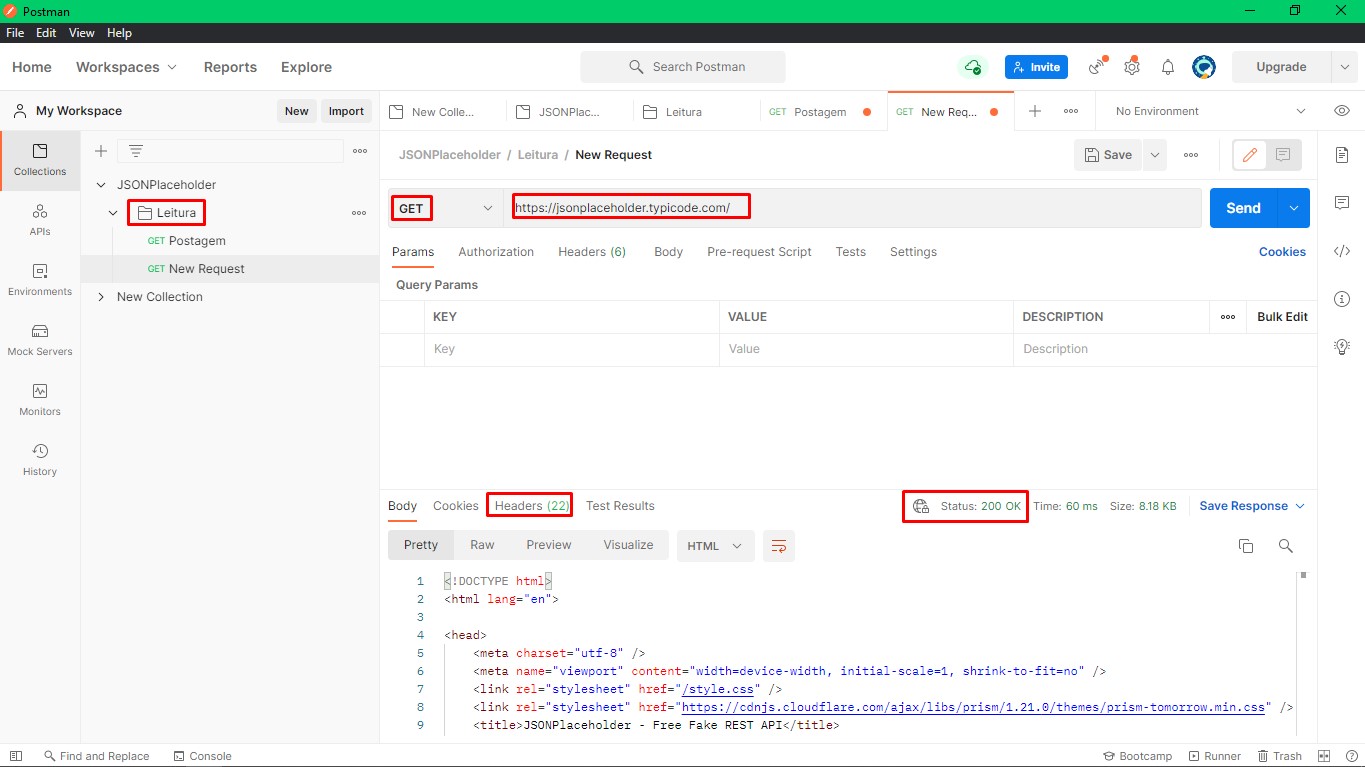 Postman
File Edit View Help
Home Workspaces Reports Explore Search Postman Invite Upgrade
My Workspace New Import
New Colle... JSONPlac... Leitura GET Postagem GET New Req... No Environment
Collections
APIs
Environments
Mock Servers
Monitors
History
JSONPlaceholder
Leitura
GET Postagem
GET New Request
New Collection
JSONPlaceholder / Leitura / New Request Save
GET https://jsonplaceholder.typicode.com/ Send
Params Authorization Headers (6) Body Pre-request Script Tests Settings Cookies
Query Params
KEY VALUE DESCRIPTION Bulk Edit
Key Value Description
Body Cookies Headers (22) Test Results Status: 200 OK Time: 60 ms Size: 8.18 KB Save Response
Pretty Raw Preview Visualize HTML
1 <!DOCTYPE html>
2 <html lang="en">
3
4 <head>
5 <meta charset="utf-8" />
6 <meta name="viewport" content="width=device-width, initial-scale=1, shrink-to-fit=no" />
7 <link rel="stylesheet" href="/style.css" />
8 <link rel="stylesheet" href="https://cdnjs.cloudflare.com/ajax/libs/prism/1.21.0/themes/prism-tomorrow.min.css" />
9 <title>JSONPlaceholder - Free Fake REST API</title>
Find and Replace Console Bootcamp Runner Trash